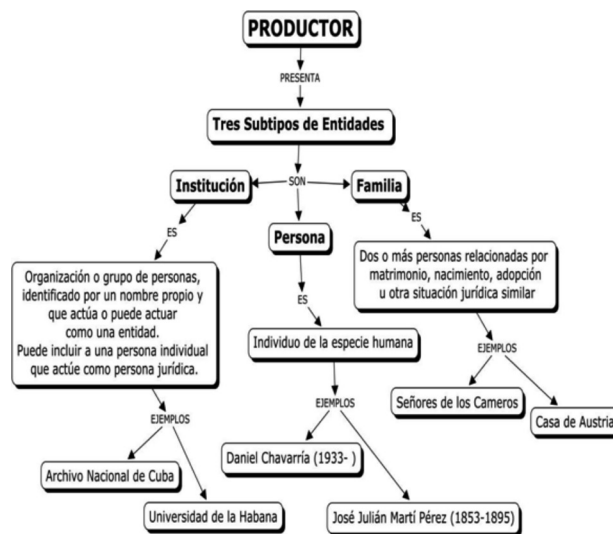 PRODUCTOR
PRESENTA
Tres Subtipos de Entidades
SON
Institución
Familia
Persona
ES
Organización o grupo de personas,
identificado por un nombre propio y
que actúa o puede actuar
como una entidad.
Puede incluir a una persona individual
que actúe como persona jurídica.
EJEMPLOS
Archivo Nacional de Cuba
Universidad de la Habana
ES
Individuo de la especie humana
EJEMPLOS
Daniel Chavarría (1933- )
José Julián Martí Pérez (1853-1895)
ES
Dos o más personas relacionadas por
matrimonio, nacimiento, adopción
u otra situación jurídica similar
EJEMPLOS
Señores de los Cameros
Casa de Austria